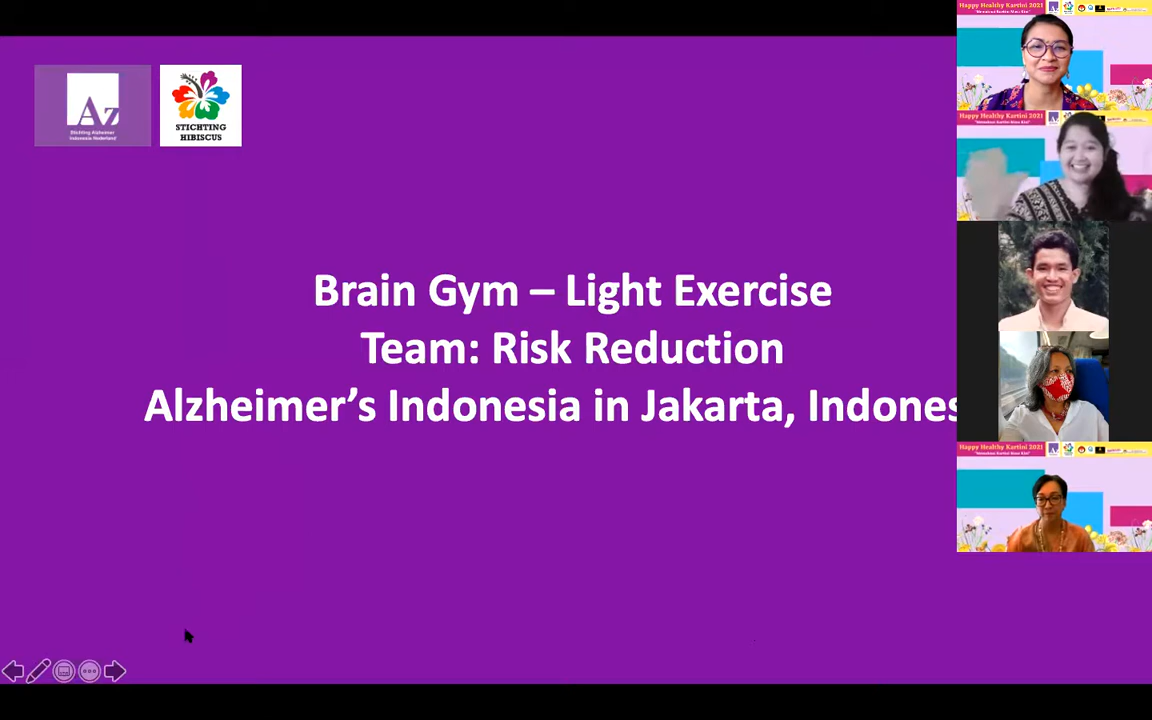 Az
Stichting Alzheimer
Indonesia Nederland
STICHTING
HIBISCUS
Brain Gym – Light Exercise
Team: Risk Reduction
Alzheimer’s Indonesia in Jakarta, Indones
Happy Healthy Kartini 2021
Happy Healthy Kartini 2021
Happy Healthy Kartini 2021